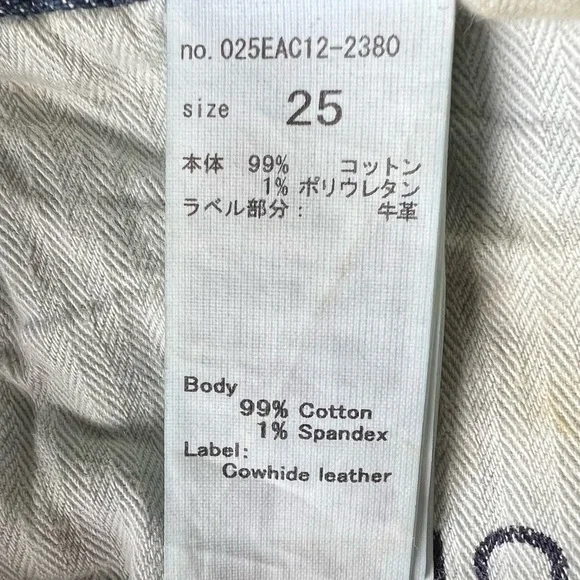 no. 025EAC12-2380
size 25
本体 99% コットン
1% ポリウレタン
ラベル部分： 牛革
Body
99% Cotton
1% Spandex
Label:
Cowhide leather